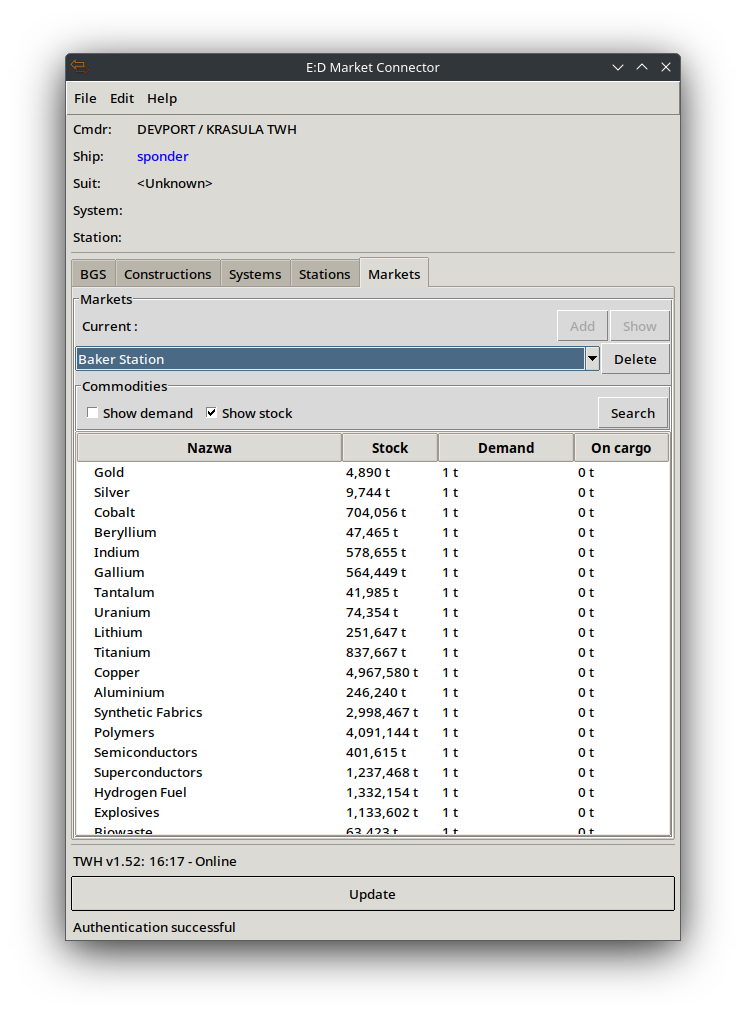 E:D Market Connector
File Edit Help
Cmdr: DEVPORT / KRASULA TWH
Ship: sponder
Suit: <Unknown>
System:
Station:
BGS Constructions Systems Stations Markets
Markets
Current : Add Show
Baker Station Delete
Commodities
Show demand Show stock Search
Nazwa Stock Demand On cargo
Gold 4,890 t 1 t 0 t
Silver 9,744 t 1 t 0 t
Cobalt 704,056 t 1 t 0 t
Beryllium 47,465 t 1 t 0 t
Indium 578,655 t 1 t 0 t
Gallium 564,449 t 1 t 0 t
Tantalum 41,985 t 1 t 0 t
Uranium 74,354 t 1 t 0 t
Lithium 251,647 t 1 t 0 t
Titanium 837,667 t 1 t 0 t
Copper 4,967,580 t 1 t 0 t
Aluminium 246,240 t 1 t 0 t
Synthetic Fabrics 2,998,467 t 1 t 0 t
Polymers 4,091,144 t 1 t 0 t
Semiconductors 401,615 t 1 t 0 t
Superconductors 1,237,468 t 1 t 0 t
Hydrogen Fuel 1,332,154 t 1 t 0 t
Explosives 1,133,602 t 1 t 0 t
Biowaste 63,423 t 1 t 0 t
TWH v1.52: 16:17 - Online
Update
Authentication successful